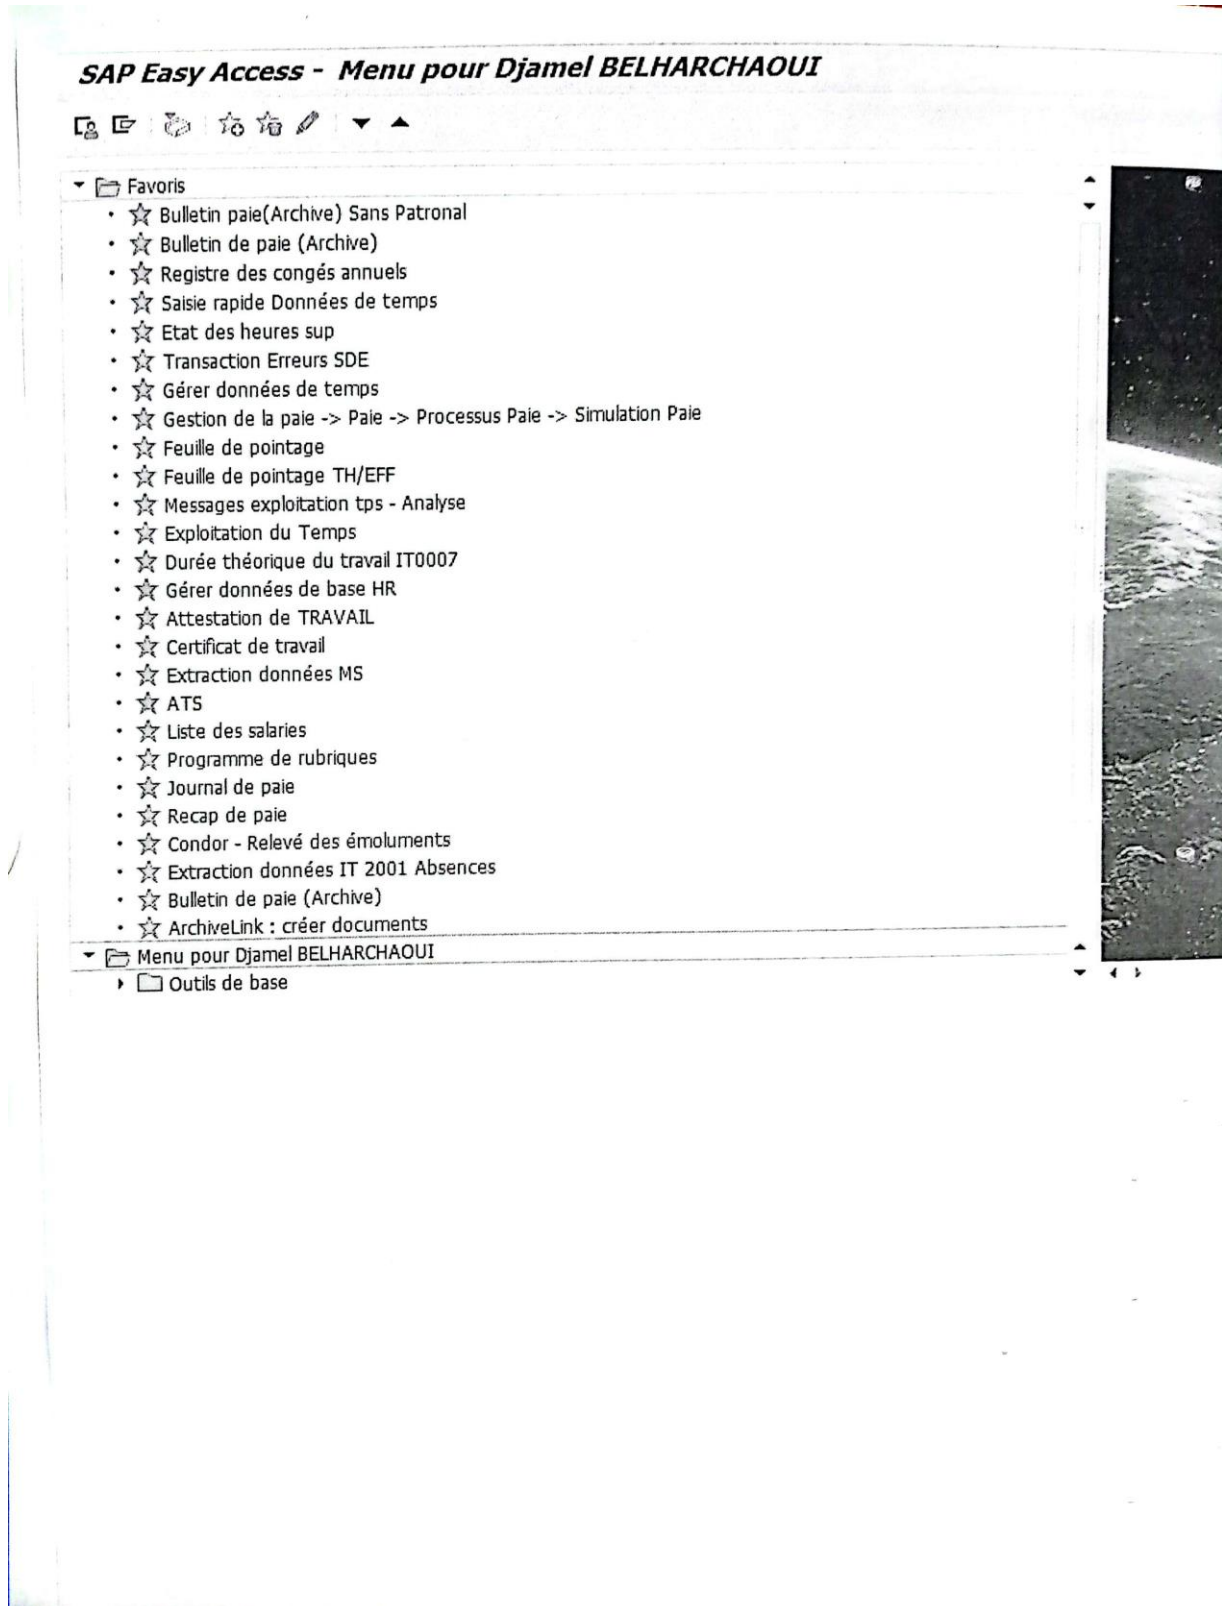 SAP Easy Access - Menu pour Djamel BELHARCHAOUI
Favoris
Bulletin paie(Archive) Sans Patronal
Bulletin de paie (Archive)
Registre des congés annuels
Saisie rapide Données de temps
Etat des heures sup
Transaction Erreurs SDE
Gérer données de temps
Gestion de la paie -> Paie -> Processus Paie -> Simulation Paie
Feuille de pointage
Feuille de pointage TH/EFF
Messages exploitation tps - Analyse
Exploitation du Temps
Durée théorique du travail IT0007
Gérer données de base HR
Attestation de TRAVAIL
Certificat de travail
Extraction données MS
ATS
Liste des salaries
Programme de rubriques
Journal de paie
Recap de paie
Condor - Relevé des émoluments
Extraction données IT 2001 Absences
Bulletin de paie (Archive)
ArchiveLink : créer documents
Menu pour Djamel BELHARCHAOUI
Outils de base